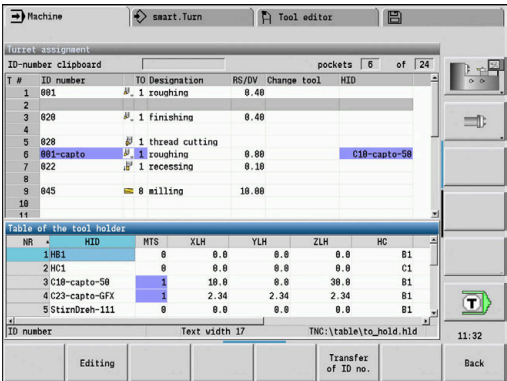 Machine smart.Turn Tool editor
Turret assignment
ID-number clipboard pockets 6 of 24
T # ID number TO Designation RS/DV Change tool HID
1 001 1 roughing 0.40
2
3 020 1 finishing 0.40
4
5 028 1 thread cutting
6 001-capto 1 roughing 0.80 C10-capto-50
7 022 1 recessing 0.10
8
9 045 8 milling 10.00
10
11
Table of the tool holder
NR HID MTS XLH YLH ZLH HC
1 HB1 0 0.0 0.0 0.0 B1
2 HC1 0 0.0 0.0 0.0 C1
3 C10-capto-50 1 10.0 0.0 30.0 B1
4 C23-capto-GFX 1 2.34 2.34 2.34 B1
5 StirnDreh-111 0 0.0 0.0 0.0 B1
ID number Text width 17 TNC:\table\to_hold.hld
T
11:32
Editing Transfer of ID no. Back